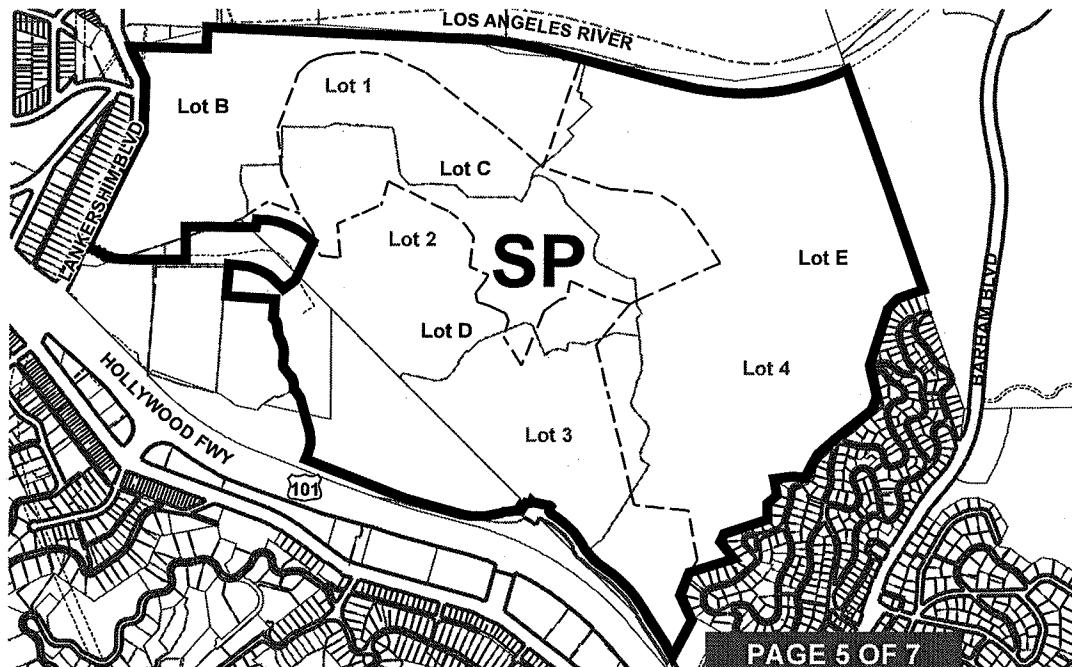 LOS ANGELES RIVER
Lot 1
Lot B
LANKERSHIM BLVD
Lot C
Lot 2
SP
Lot E
Lot D
BARHAM BLVD
Lot 4
HOLLYWOOD FWY
Lot 3
101
PAGE 5 OF 7